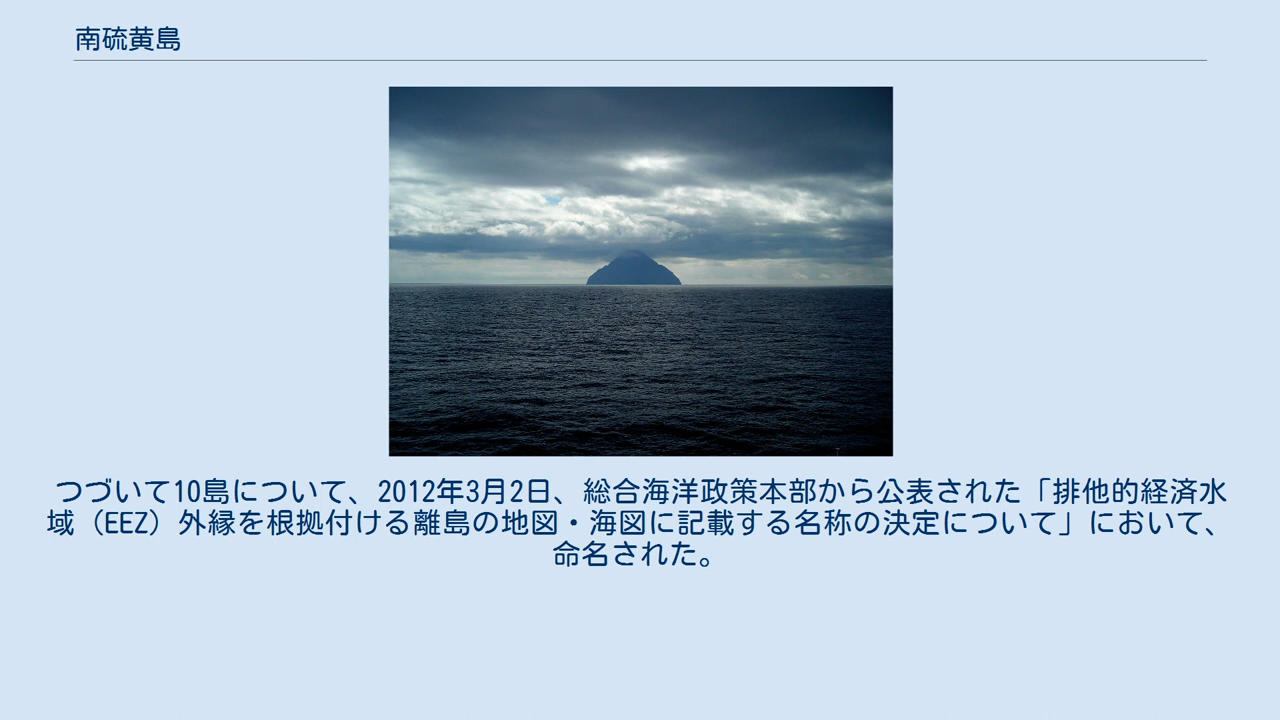 南硫黄島
つづいて10島について、2012年3月2日、総合海洋政策本部から公表された「排他的経済水
域（EEZ）外縁を根拠付ける離島の地図・海図に記載する名称の決定について」において、
命名された。